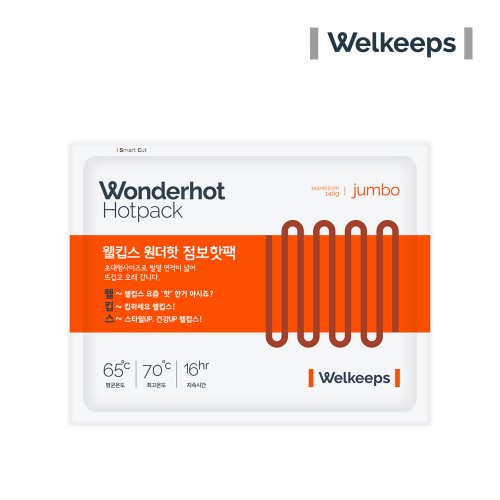 Welkeeps
I Smart Cut
Wonderhot
Hotpack
140g | jumbo
웰킵스 원더핫 점보핫팩
초대형사이즈로 발열 면적이 넓어
뜨겁고 오래 갑니다.
웰 ~ 웰킵스 요즘 '핫' 한거 아시죠?
킵 ~ 킵하세요 웰킵스!
스 ~ 스타일UP, 건강UP 웰킵스!
65°C 70°C 16hr
평균온도 최고온도 지속시간
Welkeeps